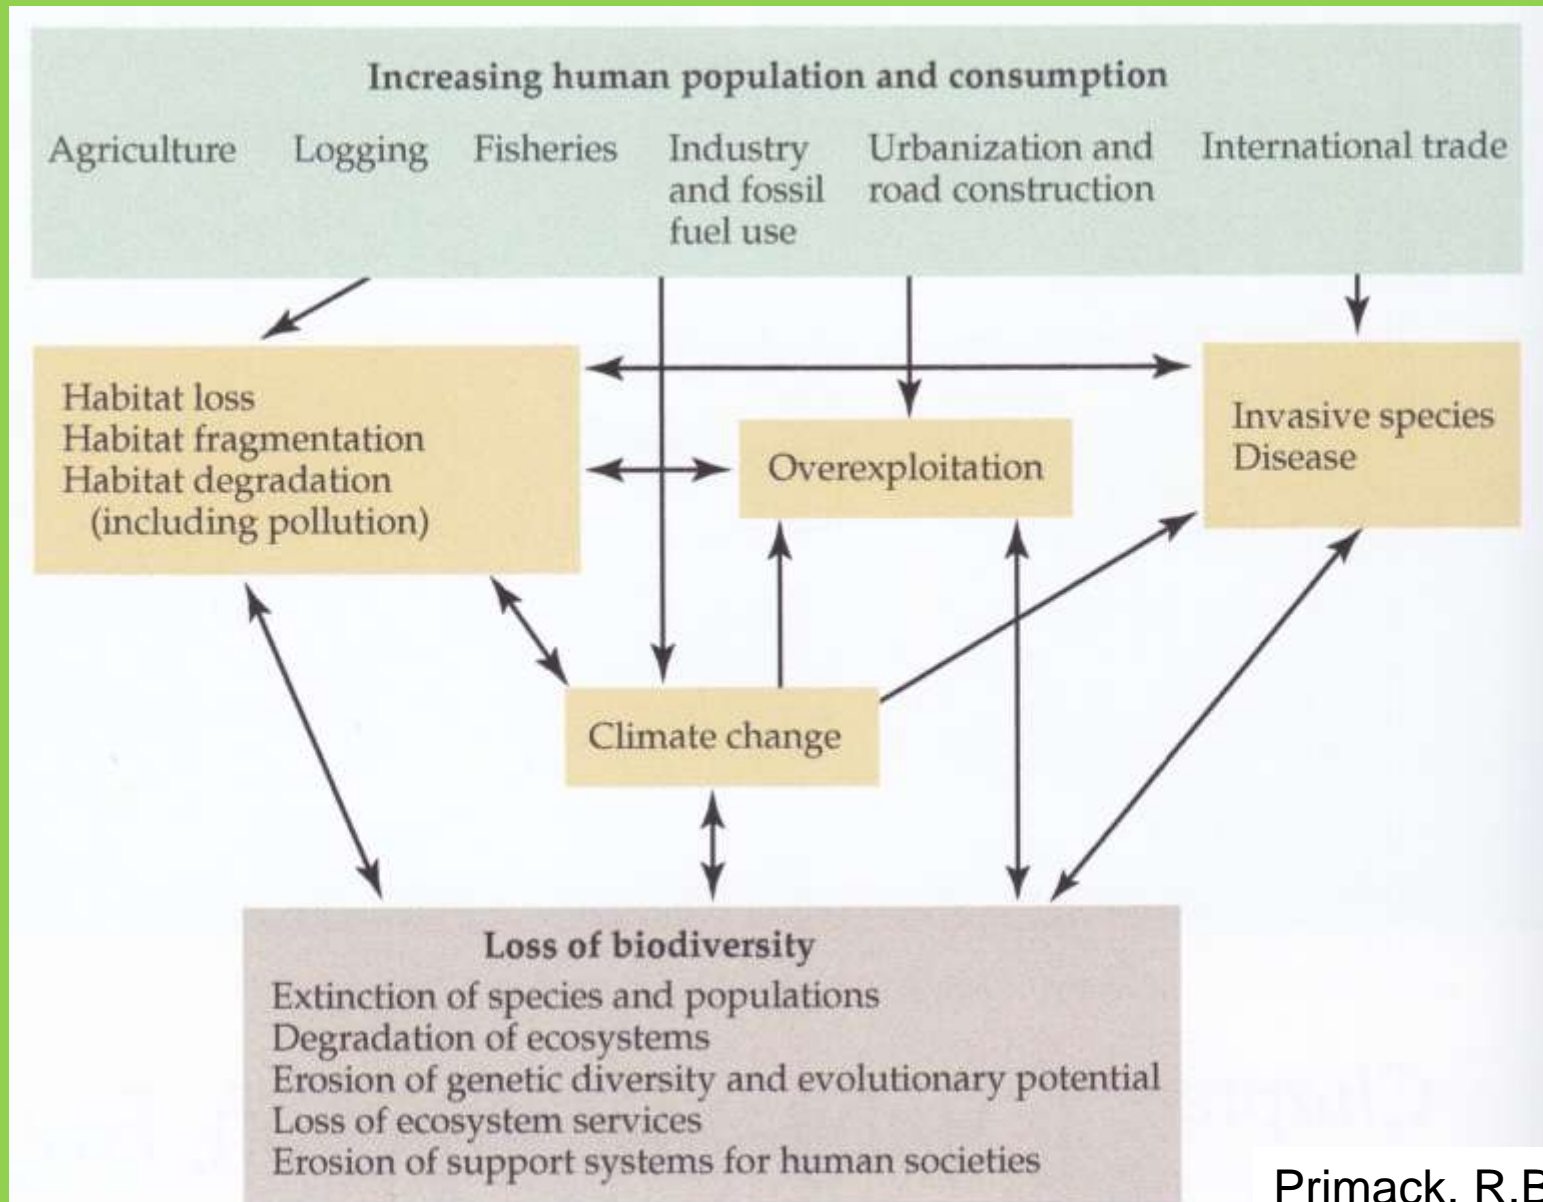 Increasing human population and consumption
Agriculture Logging Fisheries Industry and fossil fuel use Urbanization and road construction International trade
Habitat loss
Habitat fragmentation
Habitat degradation
(including pollution)
Overexploitation
Invasive species
Disease
Climate change
Loss of biodiversity
Extinction of species and populations
Degradation of ecosystems
Erosion of genetic diversity and evolutionary potential
Loss of ecosystem services
Erosion of support systems for human societies
Primack, R.B